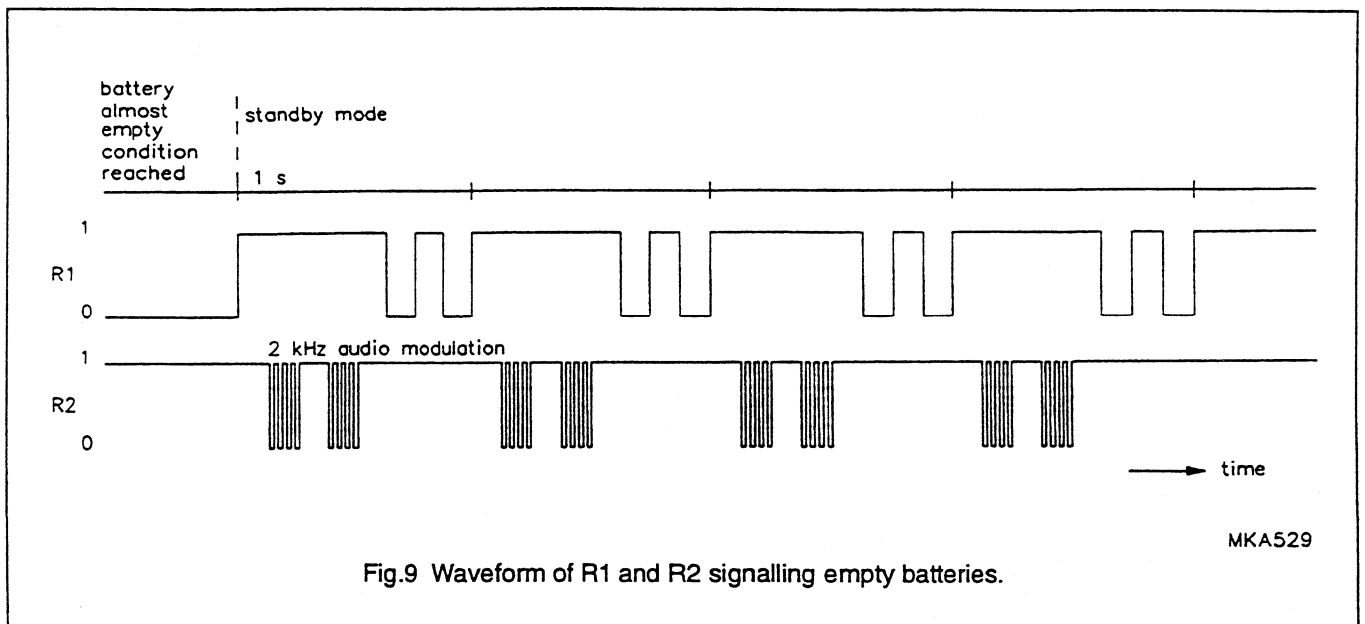 battery
almost
empty
condition
reached
standby mode
1 s
1
R1
0
1
2 kHz audio modulation
R2
0
time
MKA529
Fig.9 Waveform of R1 and R2 signalling empty batteries.